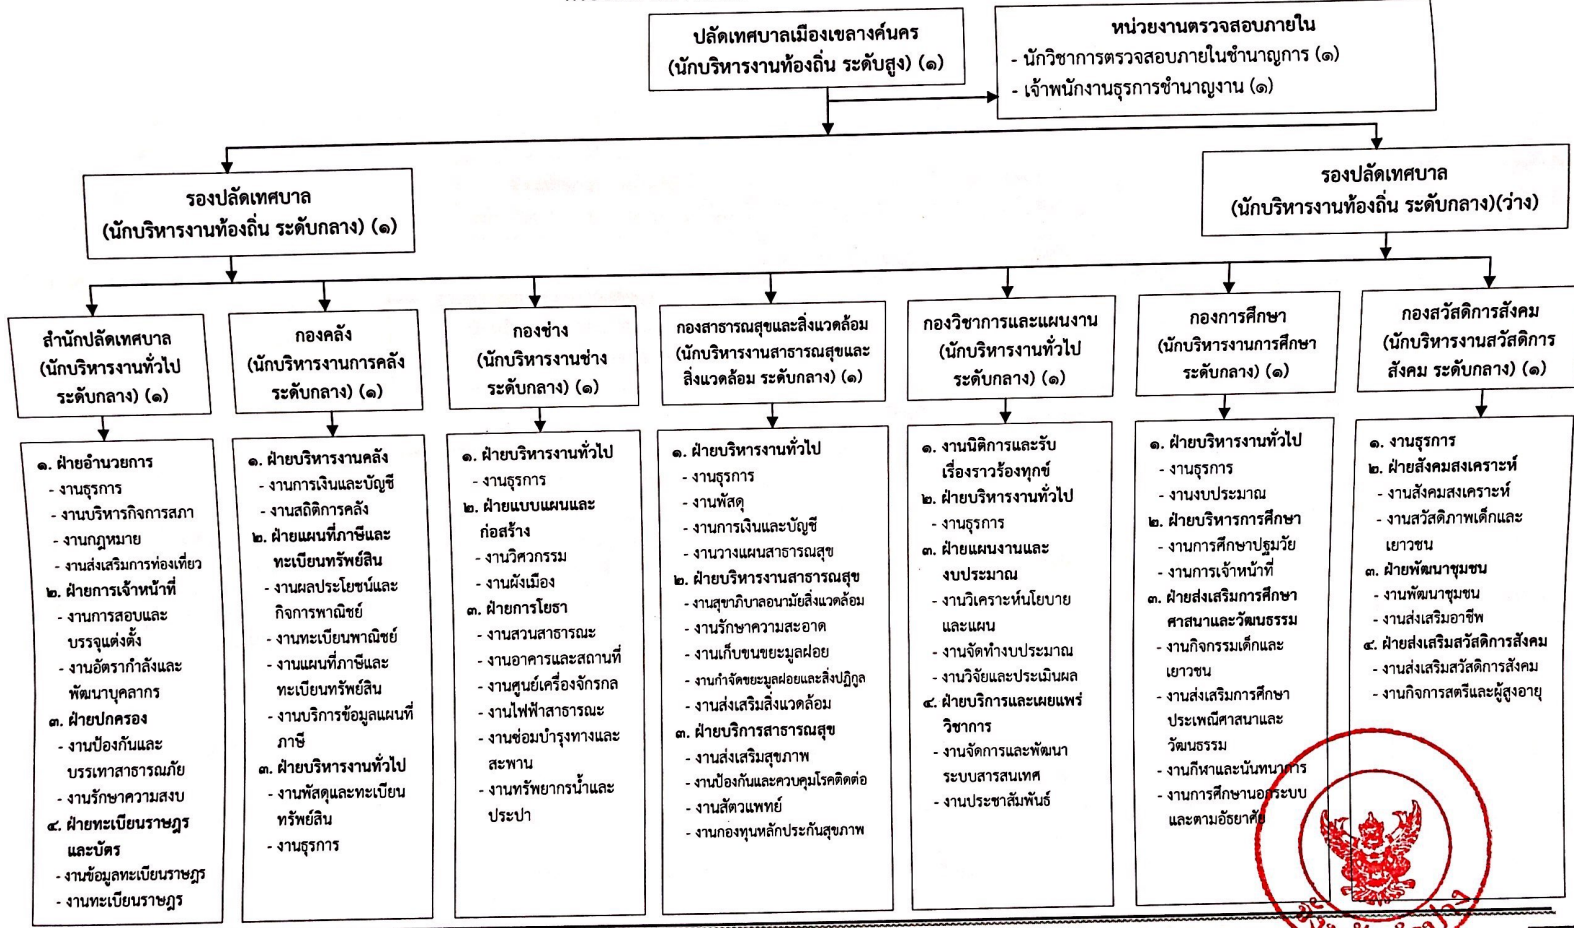 ปลัดเทศบาลเมืองเขลางค์นคร
(นักบริหารงานท้องถิ่น ระดับสูง) (๑)
หน่วยงานตรวจสอบภายใน
- นักวิชาการตรวจสอบภายในชำนาญการ (๑)
- เจ้าพนักงานธุรการชำนาญงาน (๑)
รองปลัดเทศบาล
(นักบริหารงานท้องถิ่น ระดับกลาง) (๑)
รองปลัดเทศบาล
(นักบริหารงานท้องถิ่น ระดับกลาง)(ว่าง)
สำนักปลัดเทศบาล
(นักบริหารงานทั่วไป
ระดับกลาง) (๑)
กองคลัง
(นักบริหารงานการคลัง
ระดับกลาง) (๑)
กองช่าง
(นักบริหารงานช่าง
ระดับกลาง) (๑)
กองสาธารณสุขและสิ่งแวดล้อม
(นักบริหารงานสาธารณสุขและ
สิ่งแวดล้อม ระดับกลาง) (๑)
กองวิชาการและแผนงาน
(นักบริหารงานทั่วไป
ระดับกลาง) (๑)
กองการศึกษา
(นักบริหารงานการศึกษา
ระดับกลาง) (๑)
กองสวัสดิการสังคม
(นักบริหารงานสวัสดิการ
สังคม ระดับกลาง) (๑)
๑. ฝ่ายอำนวยการ
- งานธุรการ
- งานบริหารกิจการสภา
- งานกฎหมาย
- งานส่งเสริมการท่องเที่ยว
๒. ฝ่ายการเจ้าหน้าที่
- งานการสอบและ
บรรจุแต่งตั้ง
- งานอัตรากำลังและ
พัฒนาบุคลากร
๓. ฝ่ายปกครอง
- งานป้องกันและ
บรรเทาสาธารณภัย
- งานรักษาความสงบ
๔. ฝ่ายทะเบียนราษฎร
และบัตร
- งานข้อมูลทะเบียนราษฎร
- งานทะเบียนราษฎร
๑. ฝ่ายบริหารงานคลัง
- งานการเงินและบัญชี
- งานสถิติการคลัง
๒. ฝ่ายแผนที่ภาษีและ
ทะเบียนทรัพย์สิน
- งานผลประโยชน์และ
กิจการพาณิชย์
- งานทะเบียนพาณิชย์
- งานแผนที่ภาษีและ
ทะเบียนทรัพย์สิน
- งานบริการข้อมูลแผนที่
ภาษี
๓. ฝ่ายบริหารงานทั่วไป
- งานพัสดุและทะเบียน
ทรัพย์สิน
- งานธุรการ
๑. ฝ่ายบริหารงานทั่วไป
- งานธุรการ
๒. ฝ่ายแบบแผนและ
ก่อสร้าง
- งานวิศวกรรม
- งานผังเมือง
๓. ฝ่ายการโยธา
- งานสวนสาธารณะ
- งานอาคารและสถานที่
- งานศูนย์เครื่องจักรกล
- งานไฟฟ้าสาธารณะ
- งานซ่อมบำรุงทางและ
สะพาน
- งานทรัพยากรน้ำและ
ประปา
๑. ฝ่ายบริหารงานทั่วไป
- งานธุรการ
- งานพัสดุ
- งานการเงินและบัญชี
- งานวางแผนสาธารณสุข
๒. ฝ่ายบริหารงานสาธารณสุข
- งานสุขาภิบาลอนามัยสิ่งแวดล้อม
- งานรักษาความสะอาด
- งานเก็บขนขยะมูลฝอย
- งานกำจัดขยะมูลฝอยและสิ่งปฏิกูล
- งานส่งเสริมสิ่งแวดล้อม
๓. ฝ่ายบริการสาธารณสุข
- งานส่งเสริมสุขภาพ
- งานป้องกันและควบคุมโรคติดต่อ
- งานสัตวแพทย์
- งานกองทุนหลักประกันสุขภาพ
๑. งานนิติการและรับ
เรื่องราวร้องทุกข์
๒. ฝ่ายบริหารงานทั่วไป
- งานธุรการ
๓. ฝ่ายแผนงานและ
งบประมาณ
- งานวิเคราะห์นโยบาย
และแผน
- งานจัดทำงบประมาณ
- งานวิจัยและประเมินผล
๔. ฝ่ายบริการและเผยแพร่
วิชาการ
- งานจัดการและพัฒนา
ระบบสารสนเทศ
- งานประชาสัมพันธ์
๑. ฝ่ายบริหารงานทั่วไป
- งานธุรการ
- งานงบประมาณ
๒. ฝ่ายบริหารการศึกษา
- งานการศึกษาปฐมวัย
- งานการเจ้าหน้าที่
๓. ฝ่ายส่งเสริมการศึกษา
ศาสนาและวัฒนธรรม
- งานกิจกรรมเด็กและ
เยาวชน
- งานส่งเสริมการศึกษา
ประเพณีศาสนาและ
วัฒนธรรม
- งานกีฬาและนันทนาการ
- งานการศึกษานอกระบบ
และตามอัธยาศัย
๑. งานธุรการ
๒. ฝ่ายสังคมสงเคราะห์
- งานสังคมสงเคราะห์
- งานสวัสดิภาพเด็กและ
เยาวชน
๓. ฝ่ายพัฒนาชุมชน
- งานพัฒนาชุมชน
- งานส่งเสริมอาชีพ
๔. ฝ่ายส่งเสริมสวัสดิการสังคม
- งานส่งเสริมสวัสดิการสังคม
- งานกิจการสตรีและผู้สูงอายุ